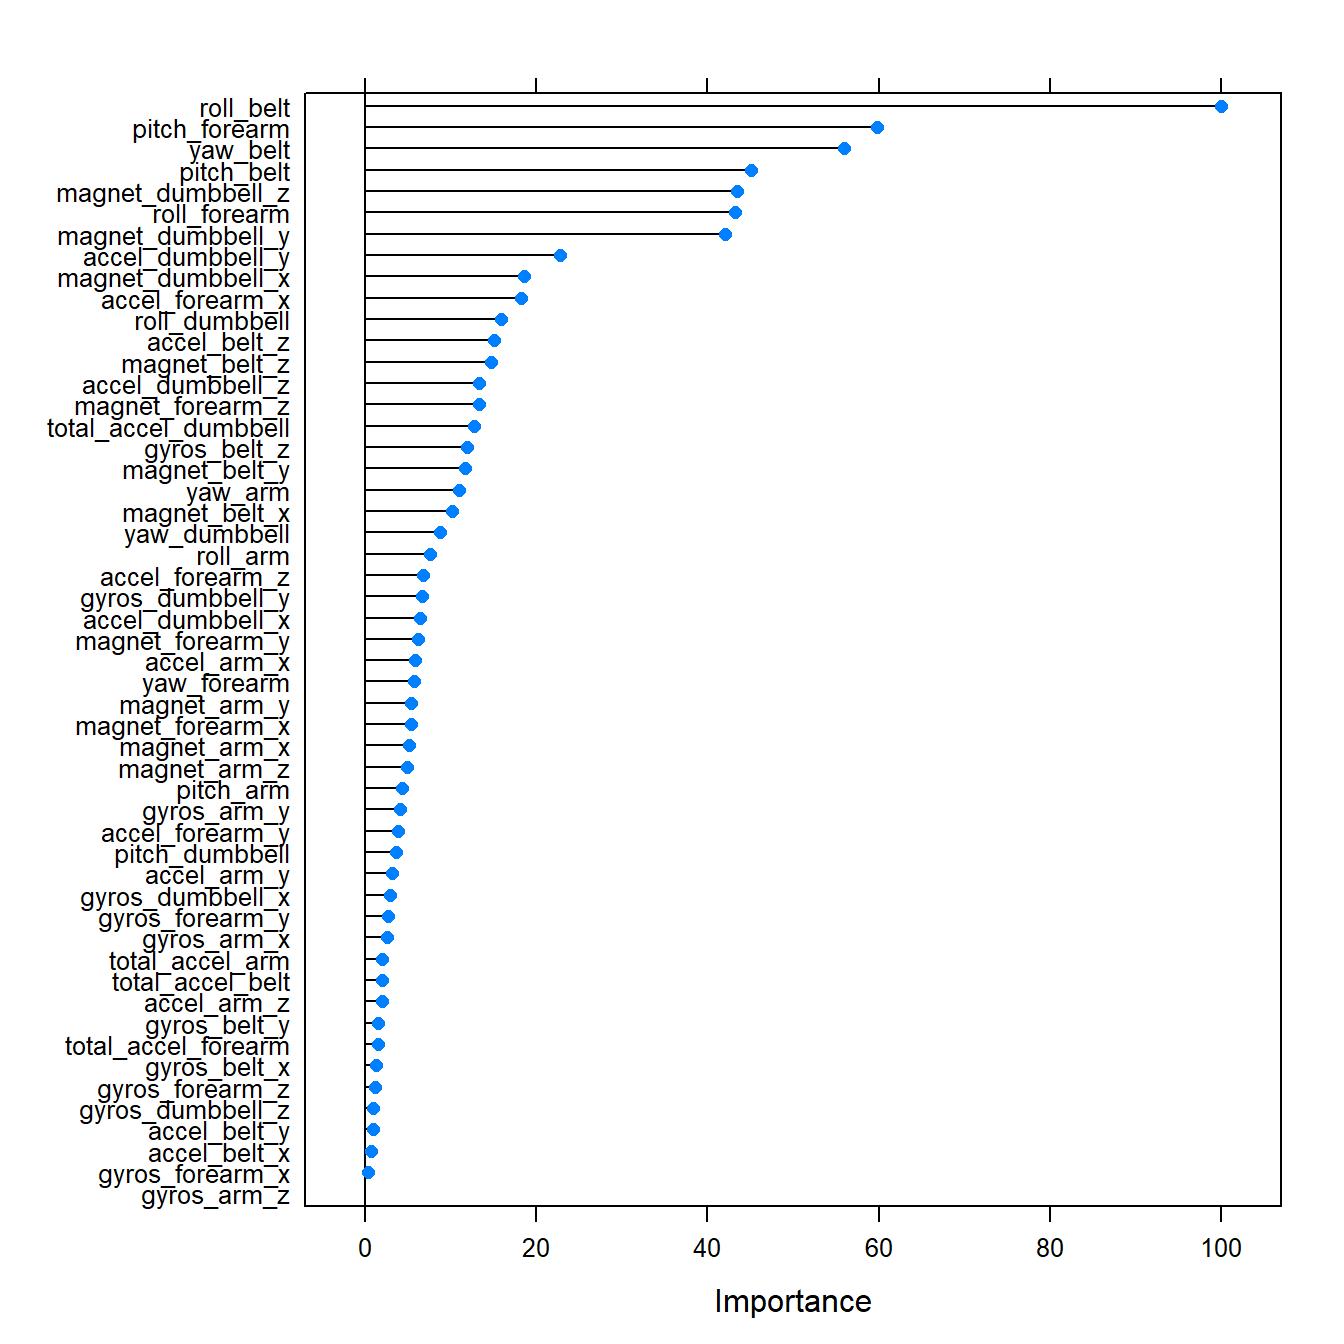 roll_belt
pitch_forearm
yaw_belt
pitch_belt
magnet_dumbbell_z
roll_forearm
magnet_dumbbell_y
accel_dumbbell_y
magnet_dumbbell_x
accel_forearm_x
roll_dumbbell
accel_belt_z
magnet_belt_z
accel_dumbbell_z
magnet_forearm_z
total_accel_dumbbell
gyros_belt_z
magnet_belt_y
yaw_arm
magnet_belt_x
yaw_dumbbell
roll_arm
accel_forearm_z
gyros_dumbbell_y
accel_dumbbell_x
magnet_forearm_y
accel_arm_x
yaw_forearm
magnet_arm_y
magnet_forearm_x
magnet_arm_x
magnet_arm_z
pitch_arm
gyros_arm_y
accel_forearm_y
pitch_dumbbell
accel_arm_y
gyros_dumbbell_x
gyros_forearm_y
gyros_arm_x
total_accel_arm
total_accel_belt
accel_arm_z
gyros_belt_y
total_accel_forearm
gyros_belt_x
gyros_forearm_z
gyros_dumbbell_z
accel_belt_y
accel_belt_x
gyros_forearm_x
gyros_arm_z
0 20 40 60 80 100
Importance